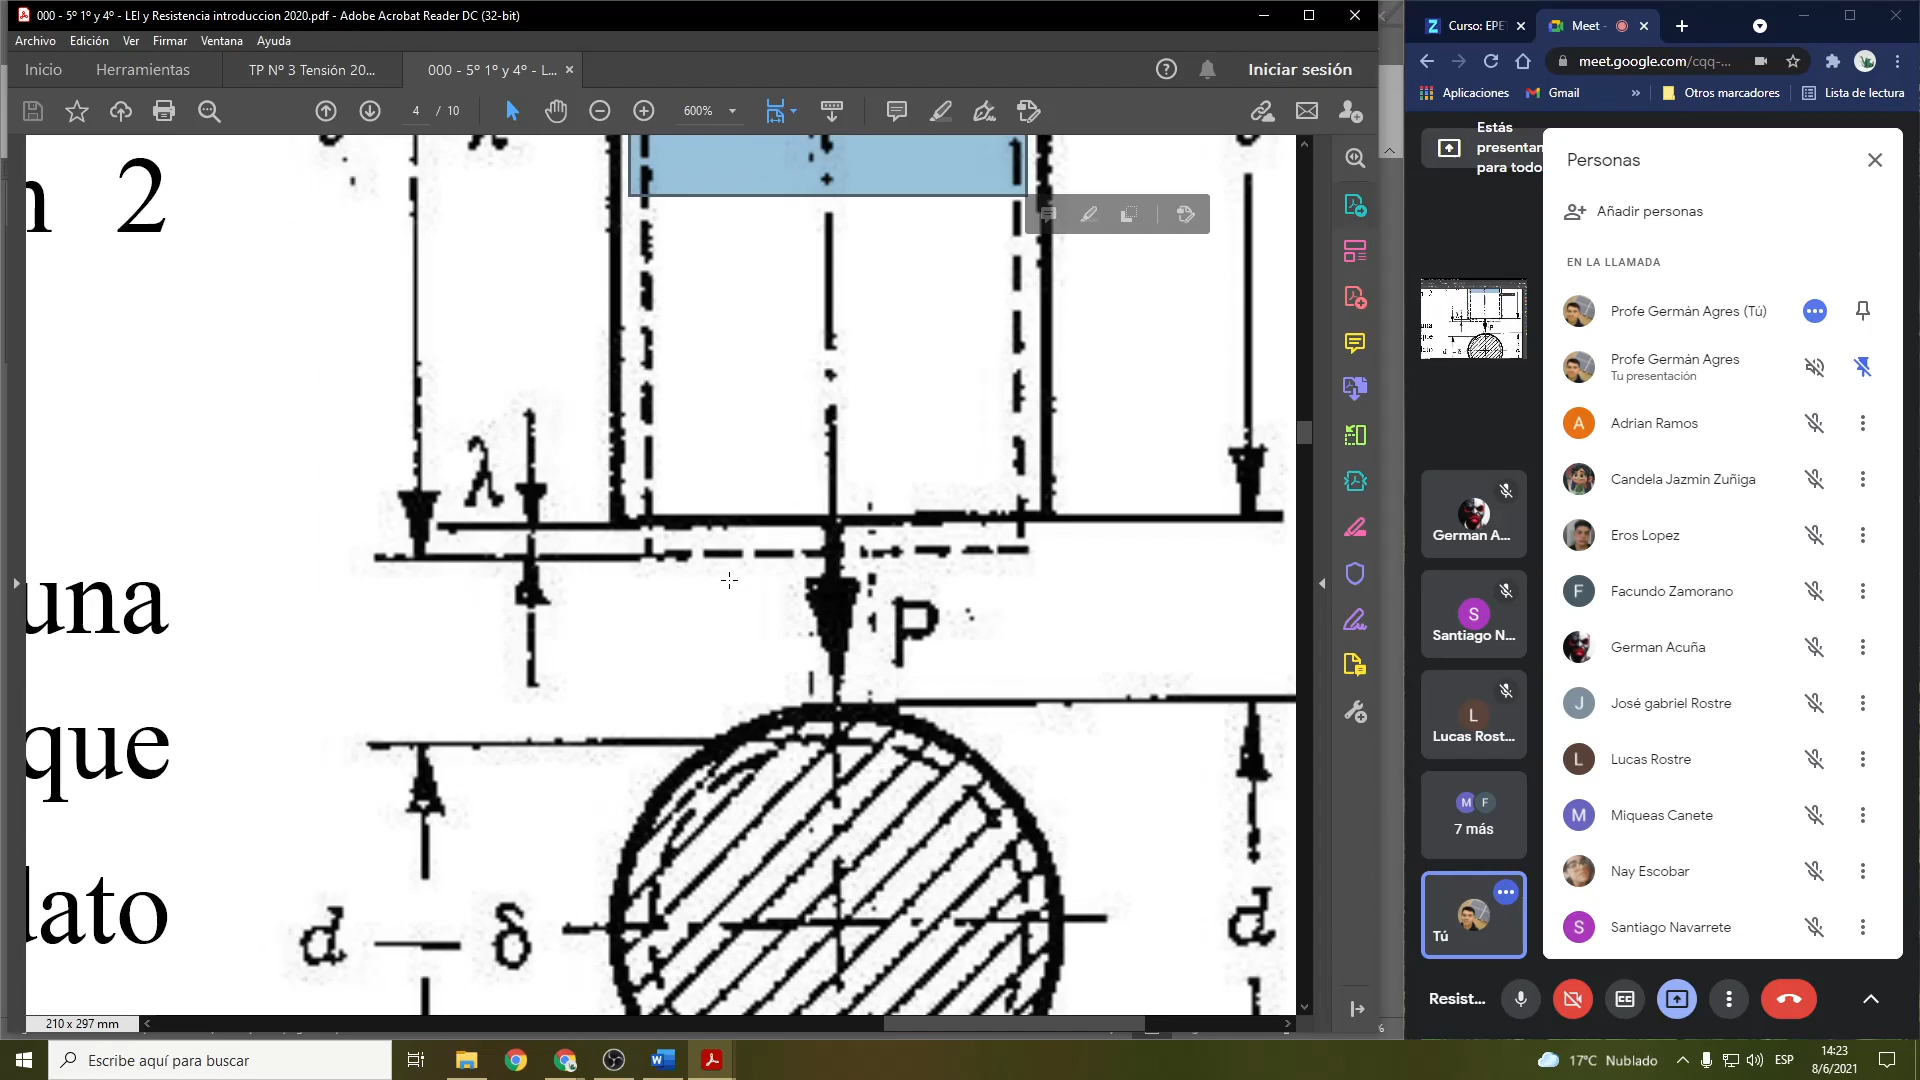 000 - 5º 1º y 4º - LEI y Resistencia introduccion 2020.pdf - Adobe Acrobat Reader DC (32-bit)
Archivo Edición Ver Firmar Ventana Ayuda
Inicio Herramientas TP Nº 3 Tensión 20... 000 - 5º 1º y 4º - L... Iniciar sesión
4 / 10 600%
n 2
λ
P
una
que
dato
d - δ
d
210 x 297 mm
Curso: EPE
Meet -
meet.google.com/cqq-...
Aplicaciones Gmail » Otros marcadores Lista de lectura
Estás
presentan
para todo
German A...
Santiago N...
Lucas Rost...
M F
7 más
Tú
Personas
Añadir personas
EN LA LLAMADA
Profe Germán Agres (Tú)
Profe Germán Agres
Tu presentación
Adrian Ramos
Candela Jazmin Zuñiga
Eros Lopez
Facundo Zamorano
German Acuña
José gabriel Rostre
Lucas Rostre
Miqueas Canete
Nay Escobar
Santiago Navarrete
Resist...
Escribe aquí para buscar
17°C Nublado
ESP
14:23
8/6/2021